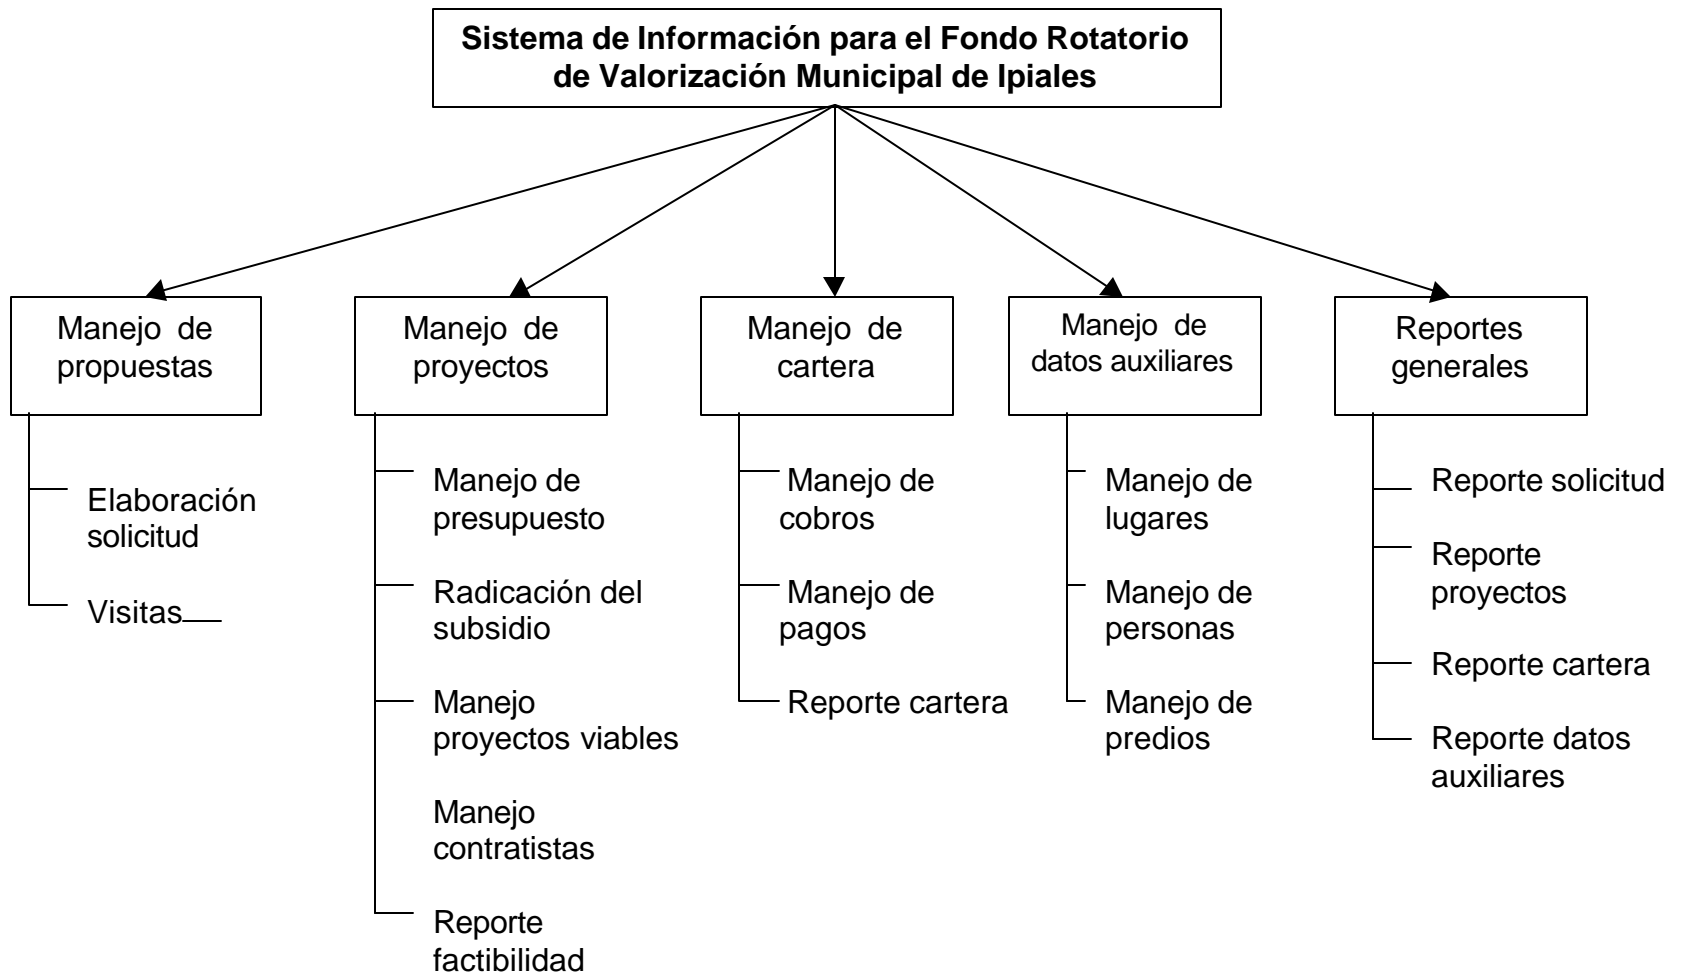 Sistema de Información para el Fondo Rotatorio
de Valorización Municipal de Ipiales
Manejo de
propuestas
Elaboración
solicitud
Visitas
Manejo de
proyectos
Manejo de
presupuesto
Radicación del
subsidio
Manejo
proyectos viables
Manejo
contratistas
Reporte
factibilidad
Manejo de
cartera
Manejo de
cobros
Manejo de
pagos
Reporte cartera
Manejo de
datos auxiliares
Manejo de
lugares
Manejo de
personas
Manejo de
predios
Reportes
generales
Reporte solicitud
Reporte
proyectos
Reporte cartera
Reporte datos
auxiliares